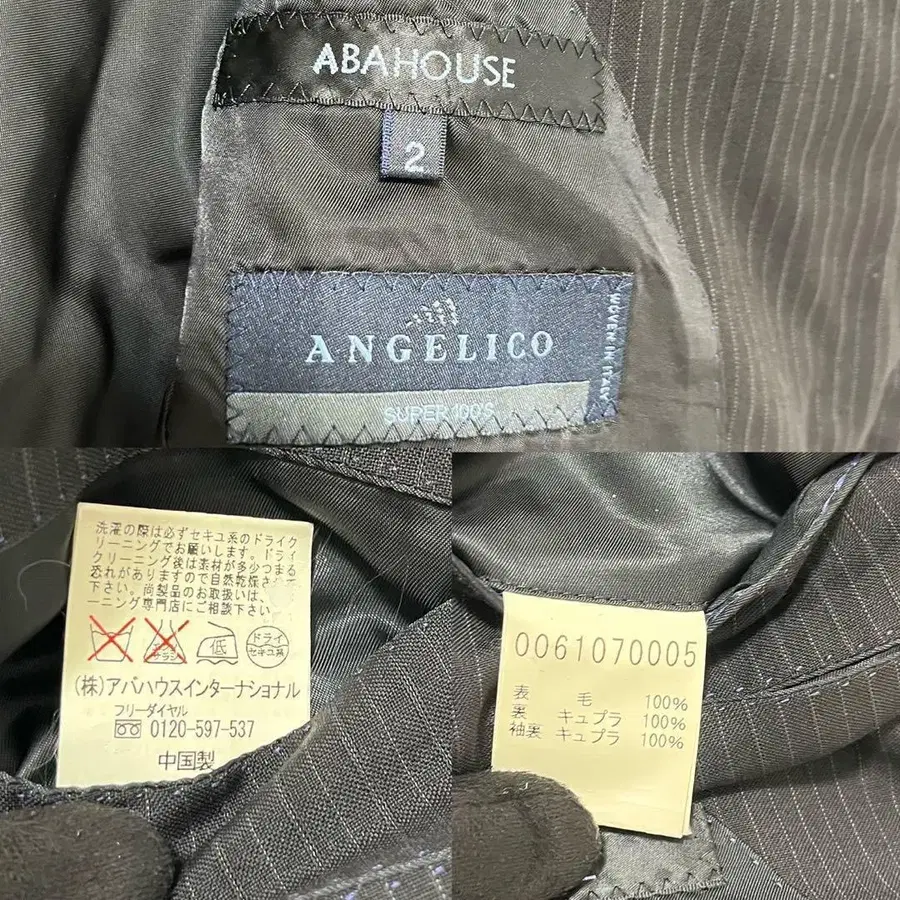 ABAHOUSE
2
ANGELICO
WOVEN IN ITALY
SUPER 100'S
洗濯の際は必ずセキユ系のドライク
リーニングでお願いします。ドライ
クリーニング後は素材が多少つまる
恐れがありますので自然乾燥さ
下さい。尚製品のお取扱いは、
ーニング専門店にご相談下さい
低
ドライ
セキユ系
(株)アバハウスインターナショナル
フリーダイヤル
0120-597-537
中国製
0061070005
表 毛 100%
裏 キュプラ 100%
袖裏 キュプラ 100%